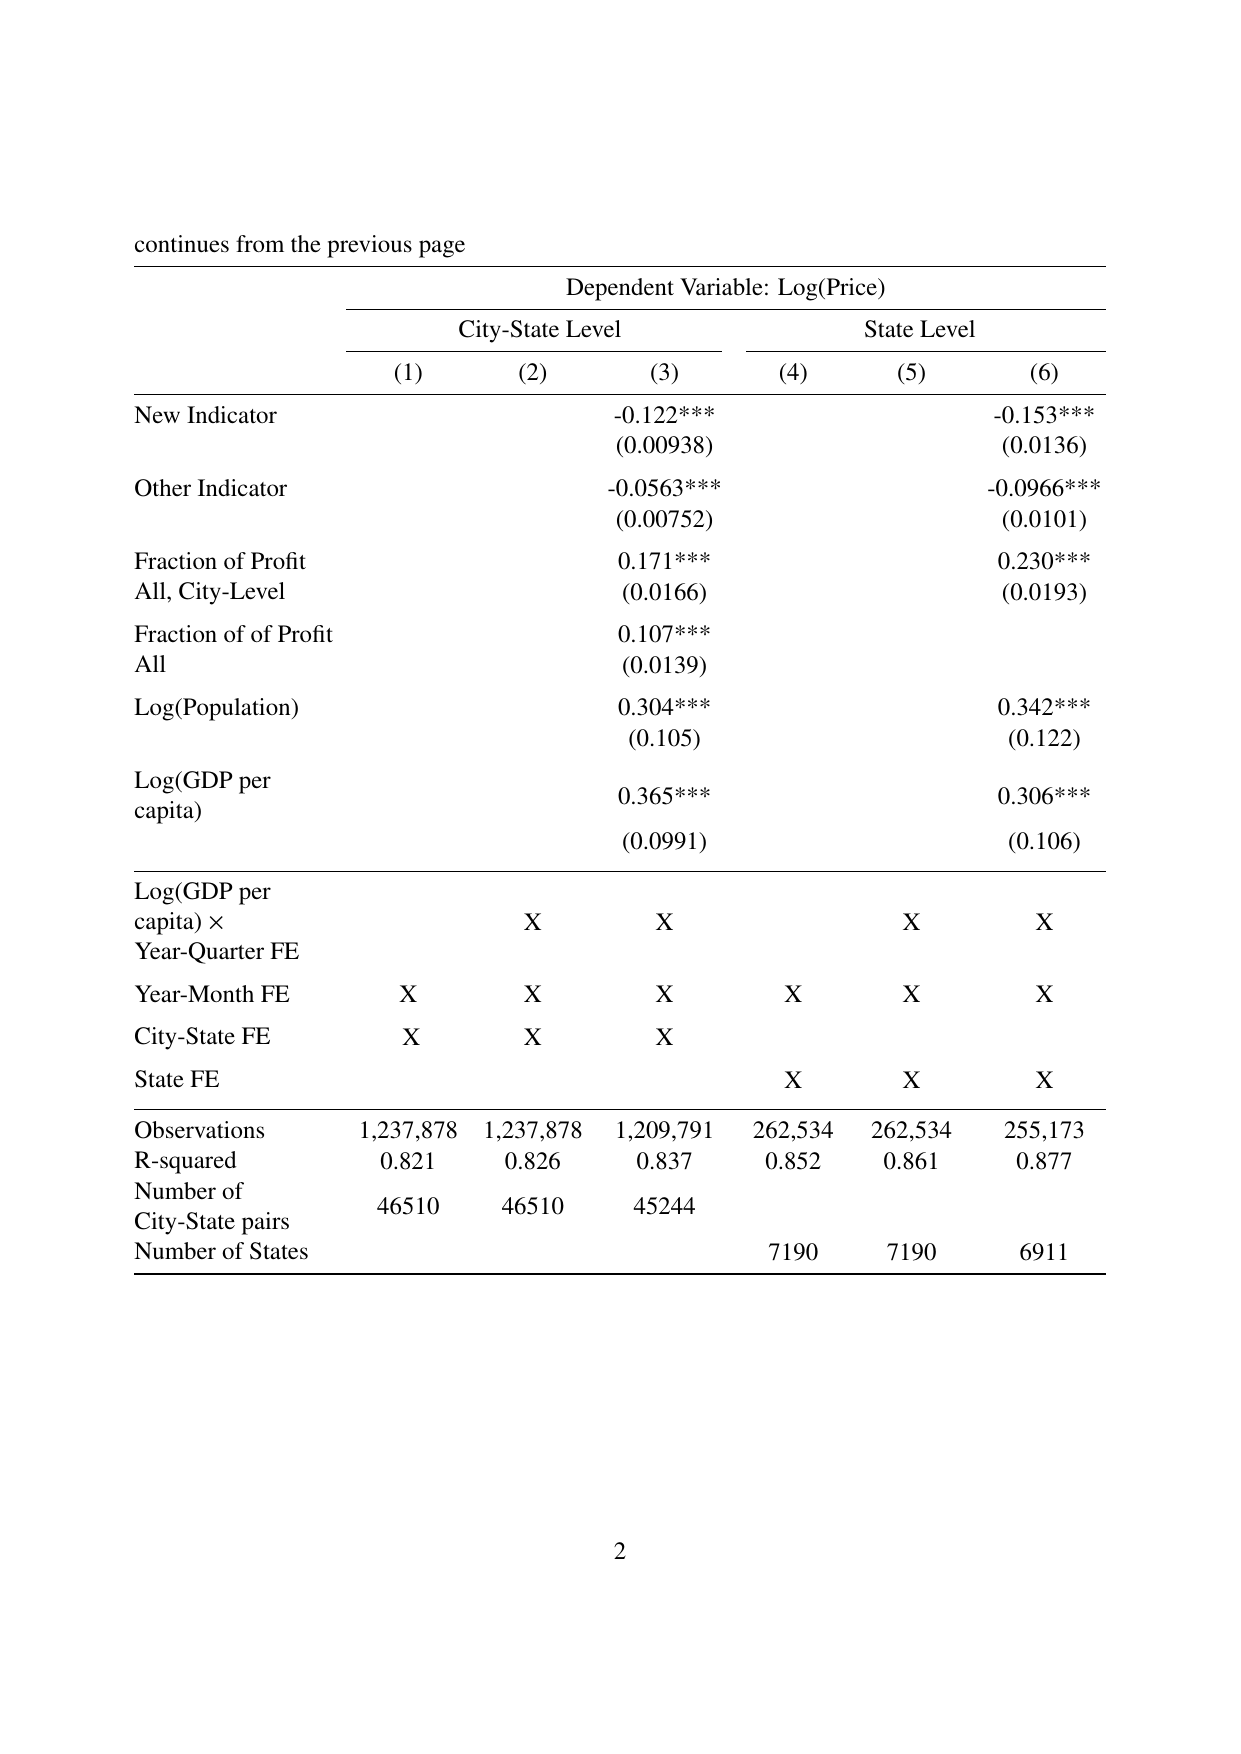 continues from the previous page
Dependent Variable: Log(Price)
City-State Level State Level
(1) (2) (3) (4) (5) (6)
New Indicator -0.122*** -0.153***
(0.00938) (0.0136)
Other Indicator -0.0563*** -0.0966***
(0.00752) (0.0101)
Fraction of Profit 0.171*** 0.230***
All, City-Level (0.0166) (0.0193)
Fraction of of Profit 0.107***
All (0.0139)
Log(Population) 0.304*** 0.342***
(0.105) (0.122)
Log(GDP per
capita) 0.365*** 0.306***
(0.0991) (0.106)
Log(GDP per
capita) × X X X X
Year-Quarter FE
Year-Month FE X X X X X X
City-State FE X X X
State FE X X X
Observations 1,237,878 1,237,878 1,209,791 262,534 262,534 255,173
R-squared 0.821 0.826 0.837 0.852 0.861 0.877
Number of
City-State pairs 46510 46510 45244
Number of States 7190 7190 6911
2